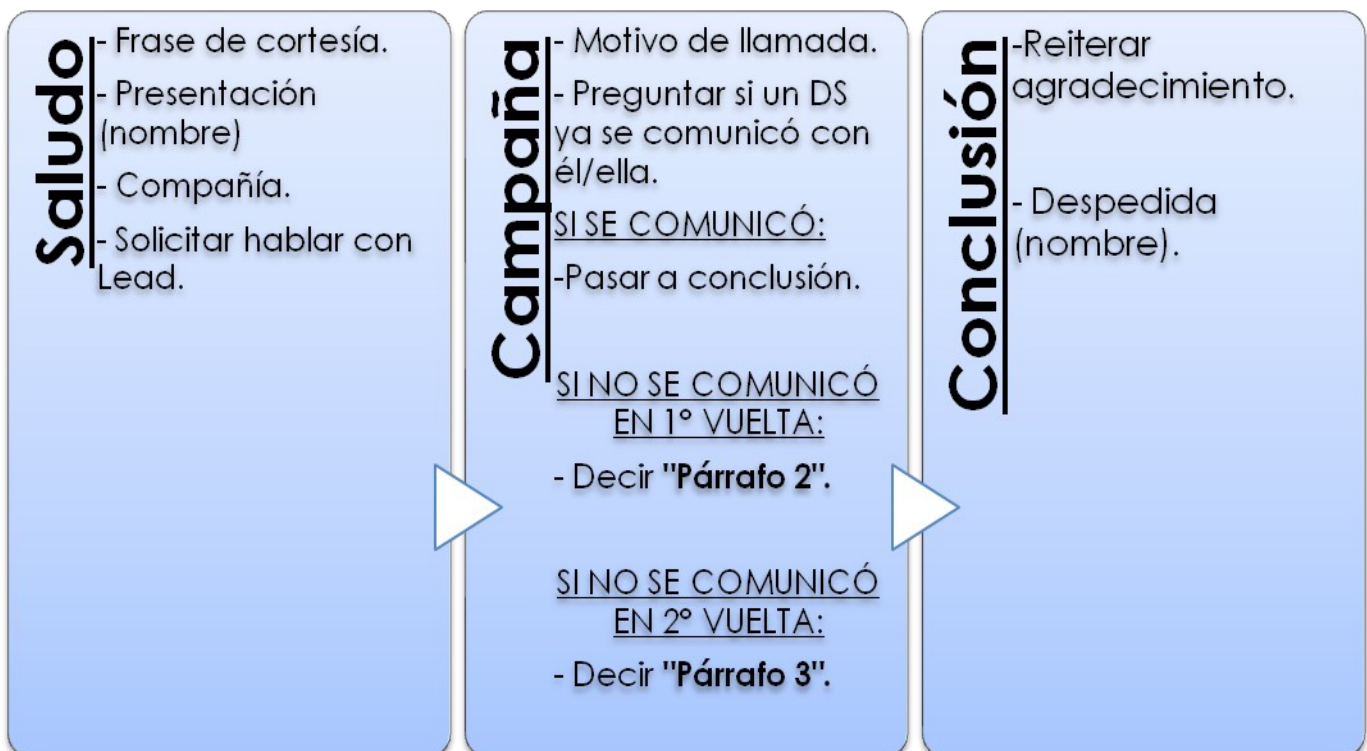 Saludo
- Frase de cortesía.
- Presentación
(nombre)
- Compañía.
- Solicitar hablar con
Lead.
Campaña
- Motivo de llamada.
- Preguntar si un DS
ya se comunicó con
él/ella.
SI SE COMUNICÓ:
-Pasar a conclusión.
SI NO SE COMUNICÓ
EN 1° VUELTA:
- Decir "Párrafo 2".
SI NO SE COMUNICÓ
EN 2° VUELTA:
- Decir "Párrafo 3".
Conclusión
-Reiterar
agradecimiento.
- Despedida
(nombre).